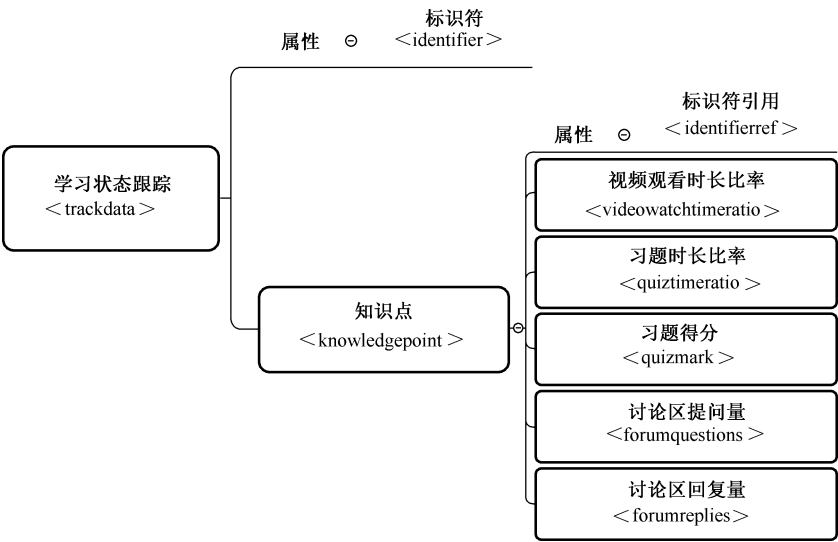 标识符
属性
<identifier>
标识符引用
属性
<identifierref>
学习状态跟踪
<trackdata>
视频观看时长比率
<videowatchtimeratio>
习题时长比率
<quiztimeratio>
知识点
<knowledgepoint>
习题得分
<quizmark>
讨论区提问量
<forumquestions>
讨论区回复量
<forumreplies>